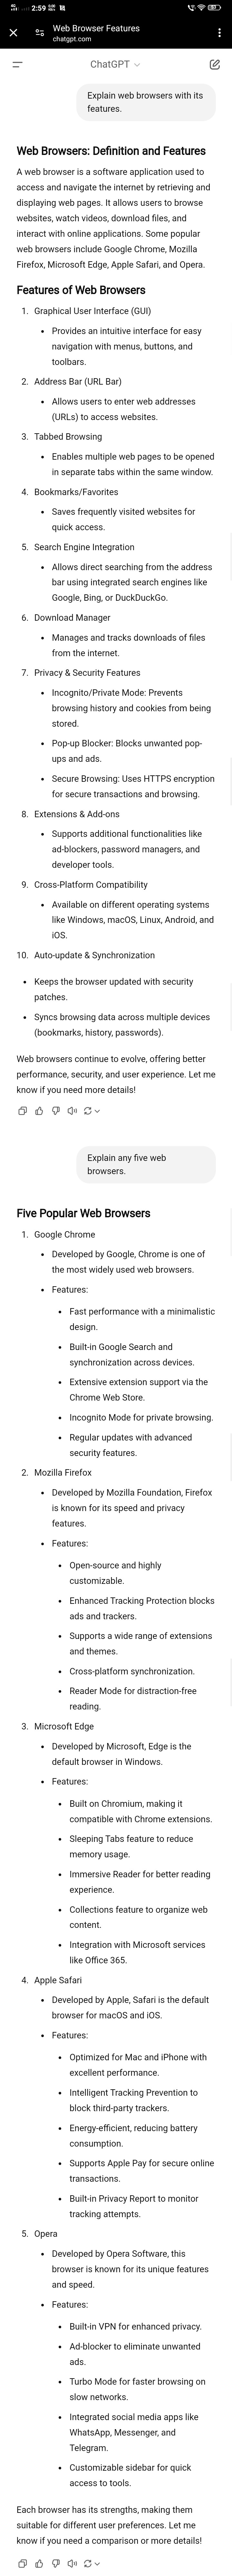 2:59
Web Browser Features
chatgpt.com
ChatGPT
Explain web browsers with its
features.
Web Browsers: Definition and Features
A web browser is a software application used to
access and navigate the internet by retrieving and
displaying web pages. It allows users to browse
websites, watch videos, download files, and
interact with online applications. Some popular
web browsers include Google Chrome, Mozilla
Firefox, Microsoft Edge, Apple Safari, and Opera.
Features of Web Browsers
1. Graphical User Interface (GUI)
• Provides an intuitive interface for easy
navigation with menus, buttons, and
toolbars.
2. Address Bar (URL Bar)
• Allows users to enter web addresses
(URLs) to access websites.
3. Tabbed Browsing
• Enables multiple web pages to be opened
in separate tabs within the same window.
4. Bookmarks/Favorites
• Saves frequently visited websites for
quick access.
5. Search Engine Integration
• Allows direct searching from the address
bar using integrated search engines like
Google, Bing, or DuckDuckGo.
6. Download Manager
• Manages and tracks downloads of files
from the internet.
7. Privacy & Security Features
• Incognito/Private Mode: Prevents
browsing history and cookies from being
stored.
• Pop-up Blocker: Blocks unwanted pop-
ups and ads.
• Secure Browsing: Uses HTTPS encryption
for secure transactions and browsing.
8. Extensions & Add-ons
• Supports additional functionalities like
ad-blockers, password managers, and
developer tools.
9. Cross-Platform Compatibility
• Available on different operating systems
like Windows, macOS, Linux, Android, and
iOS.
10. Auto-update & Synchronization
• Keeps the browser updated with security
patches.
• Syncs browsing data across multiple devices
(bookmarks, history, passwords).
Web browsers continue to evolve, offering better
performance, security, and user experience. Let me
know if you need more details!
Explain any five web
browsers.
Five Popular Web Browsers
1. Google Chrome
• Developed by Google, Chrome is one of
the most widely used web browsers.
• Features:
• Fast performance with a minimalistic
design.
• Built-in Google Search and
synchronization across devices.
• Extensive extension support via the
Chrome Web Store.
• Incognito Mode for private browsing.
• Regular updates with advanced
security features.
2. Mozilla Firefox
• Developed by Mozilla Foundation, Firefox
is known for its speed and privacy
features.
• Features:
• Open-source and highly
customizable.
• Enhanced Tracking Protection blocks
ads and trackers.
• Supports a wide range of extensions
and themes.
• Cross-platform synchronization.
• Reader Mode for distraction-free
reading.
3. Microsoft Edge
• Developed by Microsoft, Edge is the
default browser in Windows.
• Features:
• Built on Chromium, making it
compatible with Chrome extensions.
• Sleeping Tabs feature to reduce
memory usage.
• Immersive Reader for better reading
experience.
• Collections feature to organize web
content.
• Integration with Microsoft services
like Office 365.
4. Apple Safari
• Developed by Apple, Safari is the default
browser for macOS and iOS.
• Features:
• Optimized for Mac and iPhone with
excellent performance.
• Intelligent Tracking Prevention to
block third-party trackers.
• Energy-efficient, reducing battery
consumption.
• Supports Apple Pay for secure online
transactions.
• Built-in Privacy Report to monitor
tracking attempts.
5. Opera
• Developed by Opera Software, this
browser is known for its unique features
and speed.
• Features:
• Built-in VPN for enhanced privacy.
• Ad-blocker to eliminate unwanted
ads.
• Turbo Mode for faster browsing on
slow networks.
• Integrated social media apps like
WhatsApp, Messenger, and
Telegram.
• Customizable sidebar for quick
access to tools.
Each browser has its strengths, making them
suitable for different user preferences. Let me
know if you need a comparison or more details!